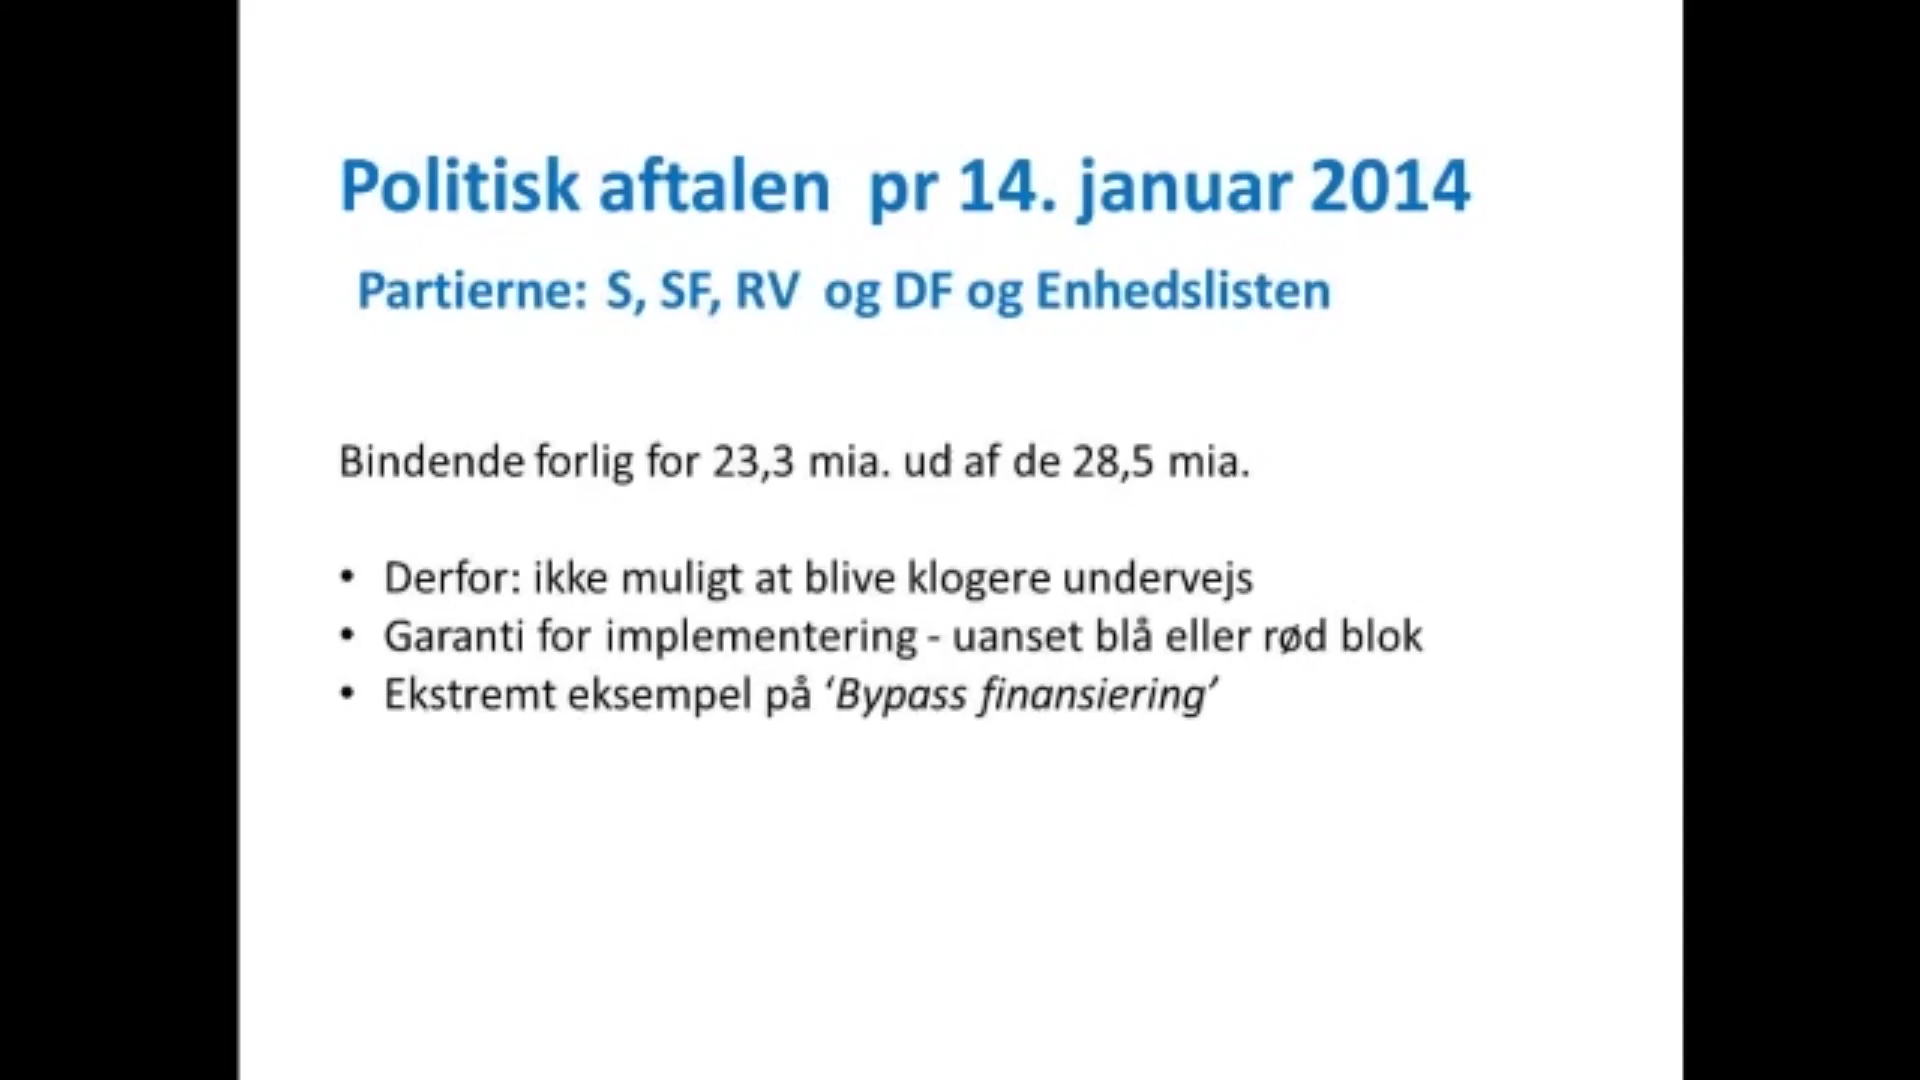 Politisk aftalen pr 14. januar 2014
Partierne: S, SF, RV og DF og Enhedslisten
Bindende forlig for 23,3 mia. ud af de 28,5 mia.
• Derfor: ikke muligt at blive klogere undervejs
• Garanti for implementering - uanset blå eller rød blok
• Ekstremt eksempel på ‘Bypass finansiering’